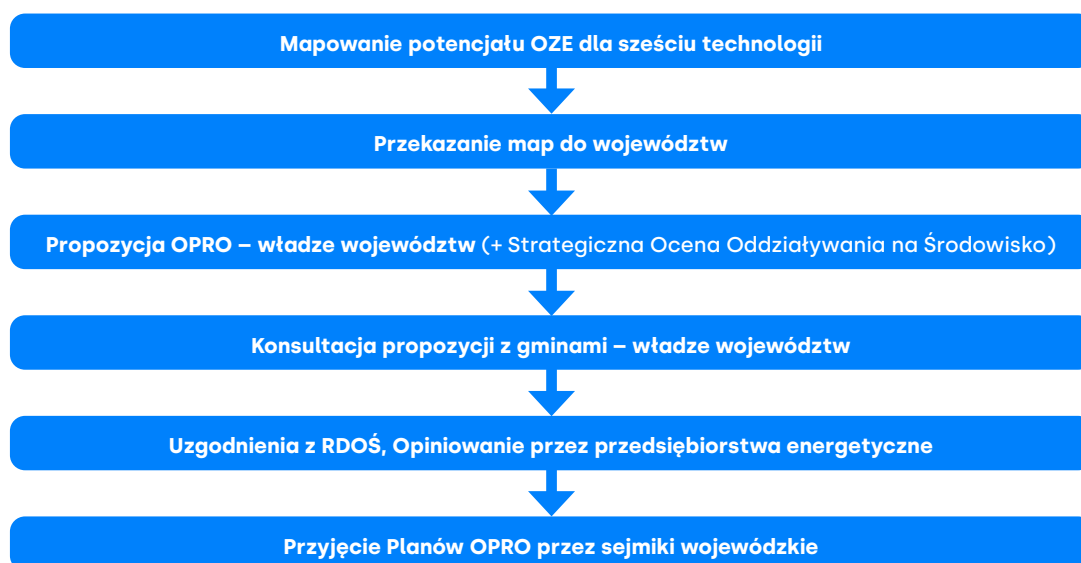 Mapowanie potencjału OZE dla sześciu technologii
Przekazanie map do województw
Propozycja OPRO – władze województw (+ Strategiczna Ocena Oddziaływania na Środowisko)
Konsultacja propozycji z gminami – władze województw
Uzgodnienia z RDOŚ, Opiniowanie przez przedsiębiorstwa energetyczne
Przyjęcie Planów OPRO przez sejmiki wojewódzkie